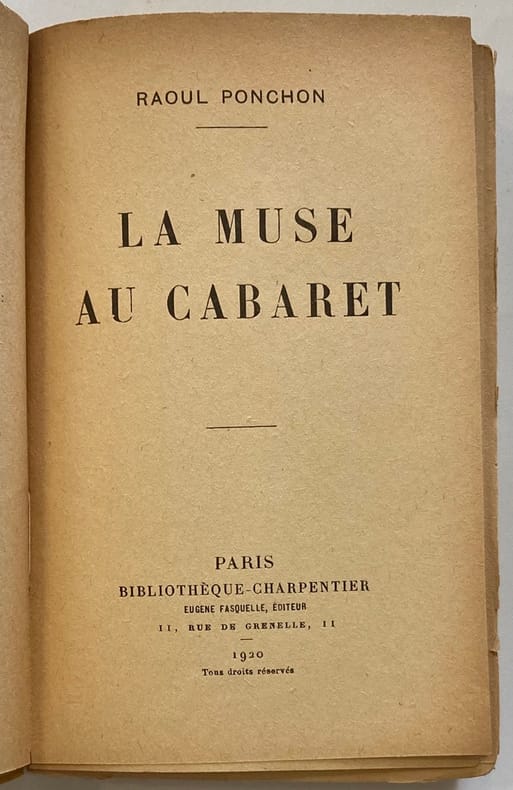 RAOUL PONCHON
LA MUSE
AU CABARET
PARIS
BIBLIOTHÈQUE-CHARPENTIER
EUGÈNE FASQUELLE, ÉDITEUR
11, RUE DE GRENELLE, 11
1920
Tous droits réservés